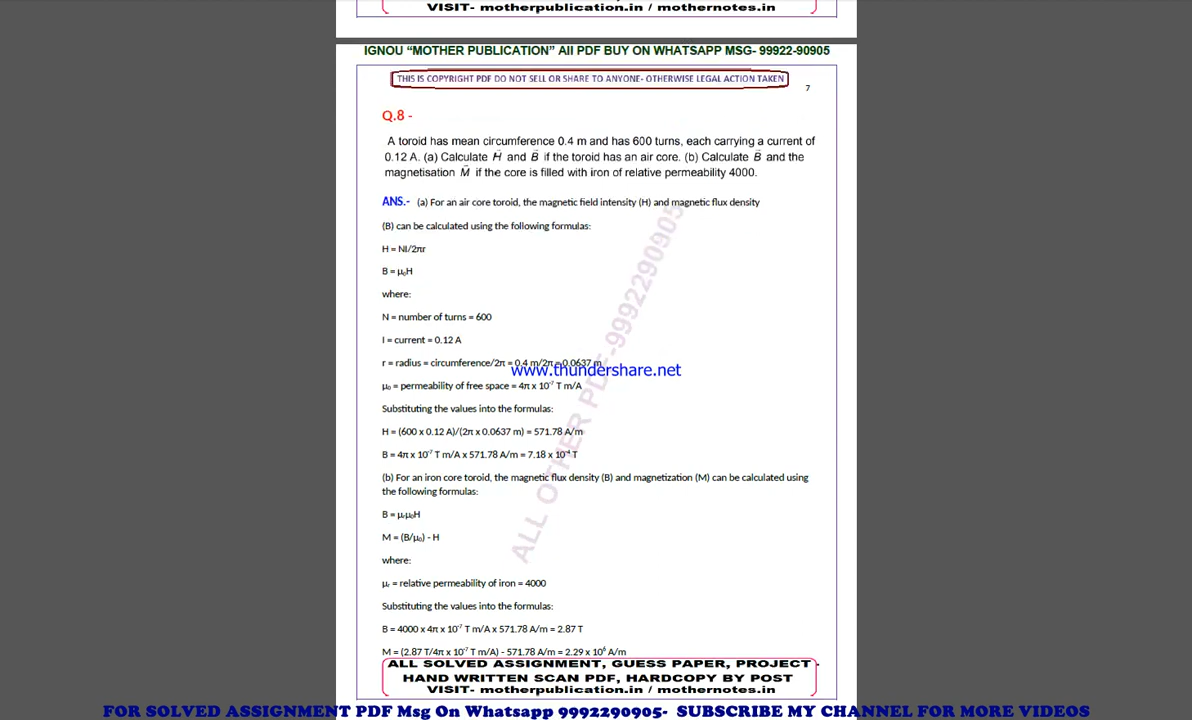 VISIT- motherpublication.in / mothernotes.in
IGNOU “MOTHER PUBLICATION” All PDF BUY ON WHATSAPP MSG- 99922-90905
THIS IS COPYRIGHT PDF DO NOT SELL OR SHARE TO ANYONE- OTHERWISE LEGAL ACTION TAKEN
7
Q.8 -
A toroid has mean circumference 0.4 m and has 600 turns, each carrying a current of
0.12 A. (a) Calculate H⃗ and B⃗ if the toroid has an air core. (b) Calculate B⃗ and the
magnetisation M⃗ if the core is filled with iron of relative permeability 4000.
ANS.- (a) For an air core toroid, the magnetic field intensity (H) and magnetic flux density
(B) can be calculated using the following formulas:
H = NI/2πr
B = μ₀H
where:
N = number of turns = 600
I = current = 0.12 A
r = radius = circumference/2π = 0.4 m/2π = 0.0637 m
www.thundershare.net
μ₀ = permeability of free space = 4π x 10⁻⁷ T m/A
Substituting the values into the formulas:
H = (600 x 0.12 A)/(2π x 0.0637 m) = 571.78 A/m
B = 4π x 10⁻⁷ T m/A x 571.78 A/m = 7.18 x 10⁻⁴ T
(b) For an iron core toroid, the magnetic flux density (B) and magnetization (M) can be calculated using
the following formulas:
B = μᵣμ₀H
M = (B/μ₀) - H
where:
μᵣ = relative permeability of iron = 4000
Substituting the values into the formulas:
B = 4000 x 4π x 10⁻⁷ T m/A x 571.78 A/m = 2.87 T
M = (2.87 T/4π x 10⁻⁷ T m/A) - 571.78 A/m = 2.29 x 10⁶ A/m
ALL OTHER PDF-9992290905
ALL SOLVED ASSIGNMENT, GUESS PAPER, PROJECT -
HAND WRITTEN SCAN PDF, HARDCOPY BY POST
VISIT- motherpublication.in / mothernotes.in
FOR SOLVED ASSIGNMENT PDF Msg On Whatsapp 9992290905- SUBSCRIBE MY CHANNEL FOR MORE VIDEOS